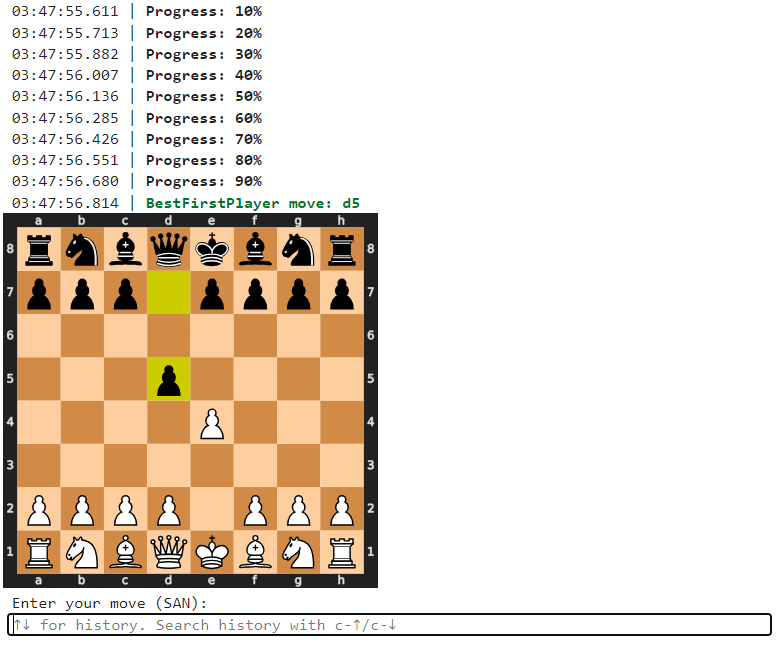 03:47:55.611 | Progress: 10%
03:47:55.713 | Progress: 20%
03:47:55.882 | Progress: 30%
03:47:56.007 | Progress: 40%
03:47:56.136 | Progress: 50%
03:47:56.285 | Progress: 60%
03:47:56.426 | Progress: 70%
03:47:56.551 | Progress: 80%
03:47:56.680 | Progress: 90%
03:47:56.814 | BestFirstPlayer move: d5
a b c d e f g h
8 8
7 7
6 6
5 5
4 4
3 3
2 2
1 1
a b c d e f g h
Enter your move (SAN):
↑↓ for history. Search history with c-↑/c-↓